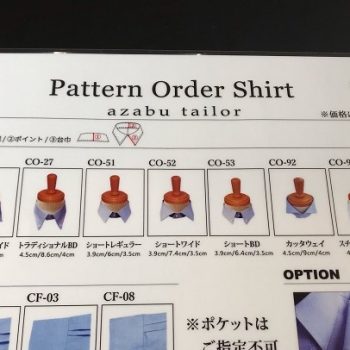 Pattern Order Shirt
azabu tailor
※価格は
/②ポイント/③台巾
CO-27
CO-51
CO-52
CO-53
CO-92
トラディショナルBD
ショートレギュラー
ショートワイド
ショートBD
カッタウェイ
4.5cm/8.6cm/4cm
3.9cm/6cm/3.5cm
3.9cm/7.4cm/3.5cm
3.9cm/6.3cm/3.5cm
4.5cm/9cm/4cm
OPTION
CF-03
CF-08
※ポケットは
ご指定不可